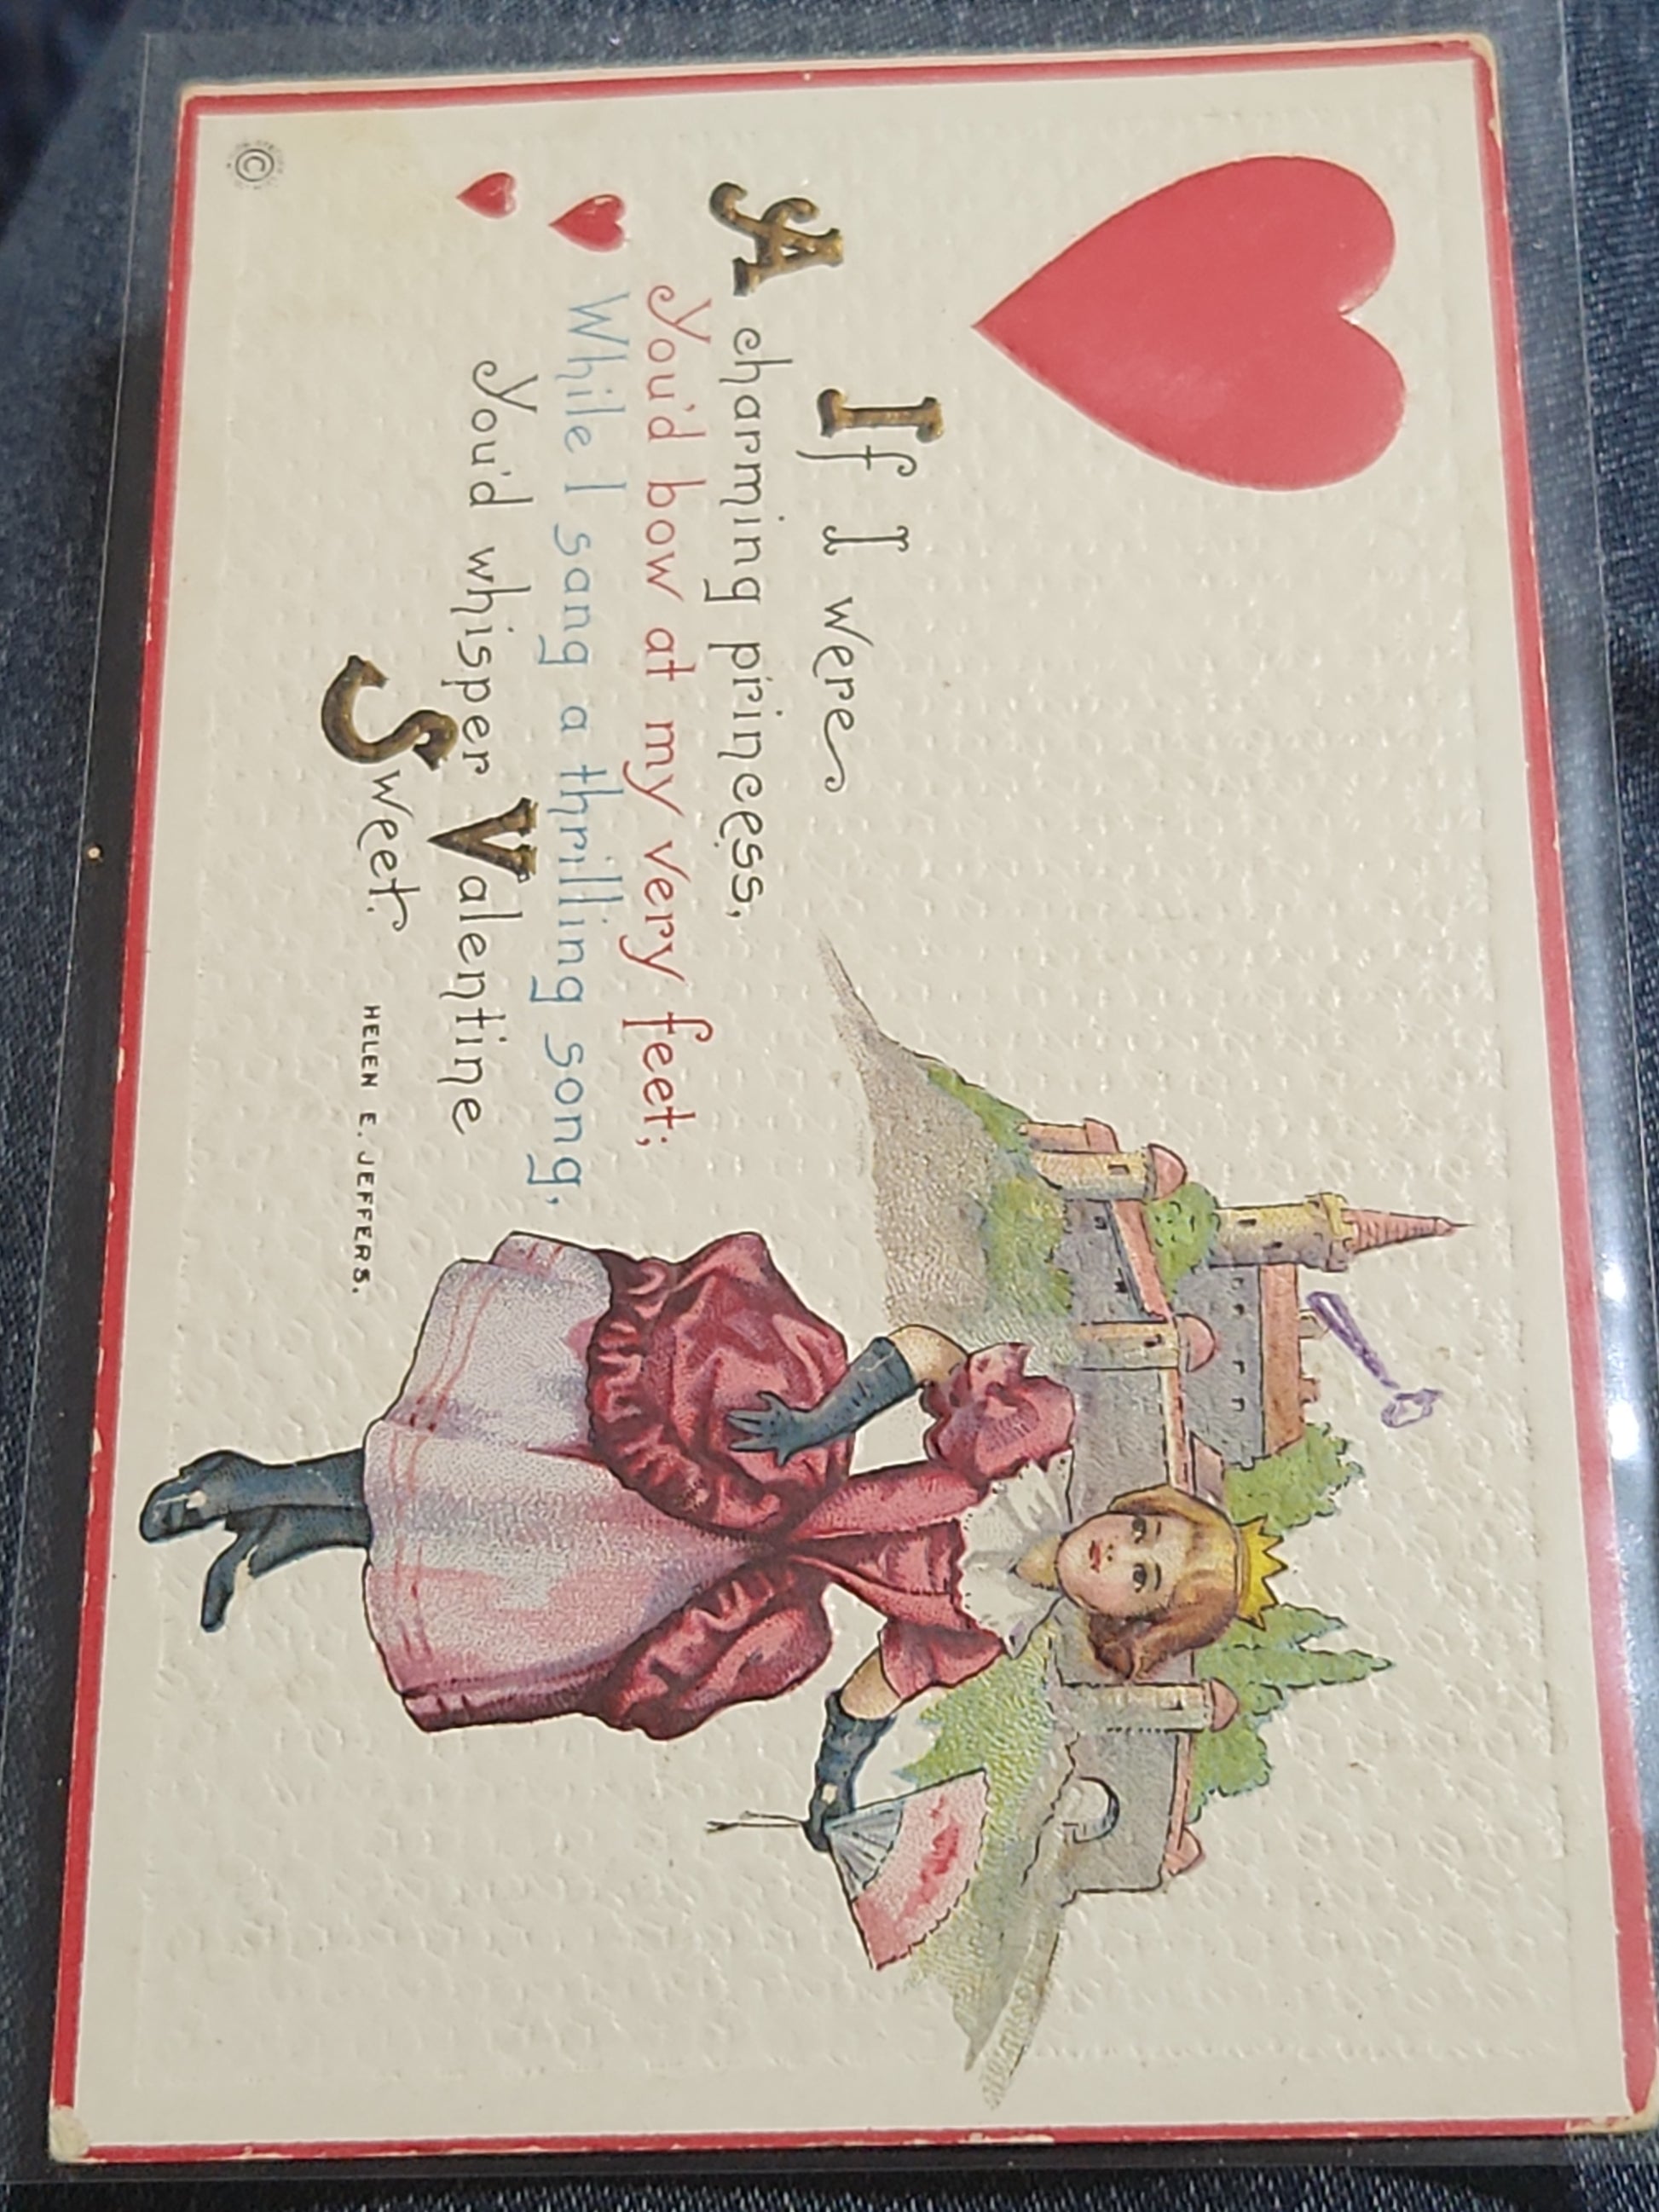 If I were
A charming princess,
You'd bow at my very feet;
While I sang a thrilling song,
You'd whisper Valentine
Sweet.
HELEN E. JEFFERS.
©